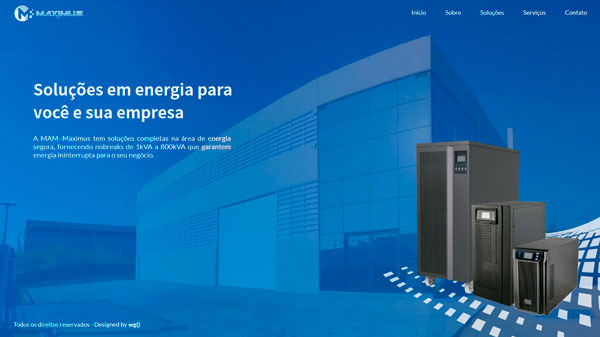 MAXIMUS
Início Sobre Soluções Serviços Contato
Soluções em energia para
você e sua empresa
A MAM Maximus tem soluções completas na área de energia
segura, fornecendo nobreaks de 1kVA a 800kVA que garantem
energia ininterrupta para o seu negócio.
Todos os direitos reservados - Designed by wg()